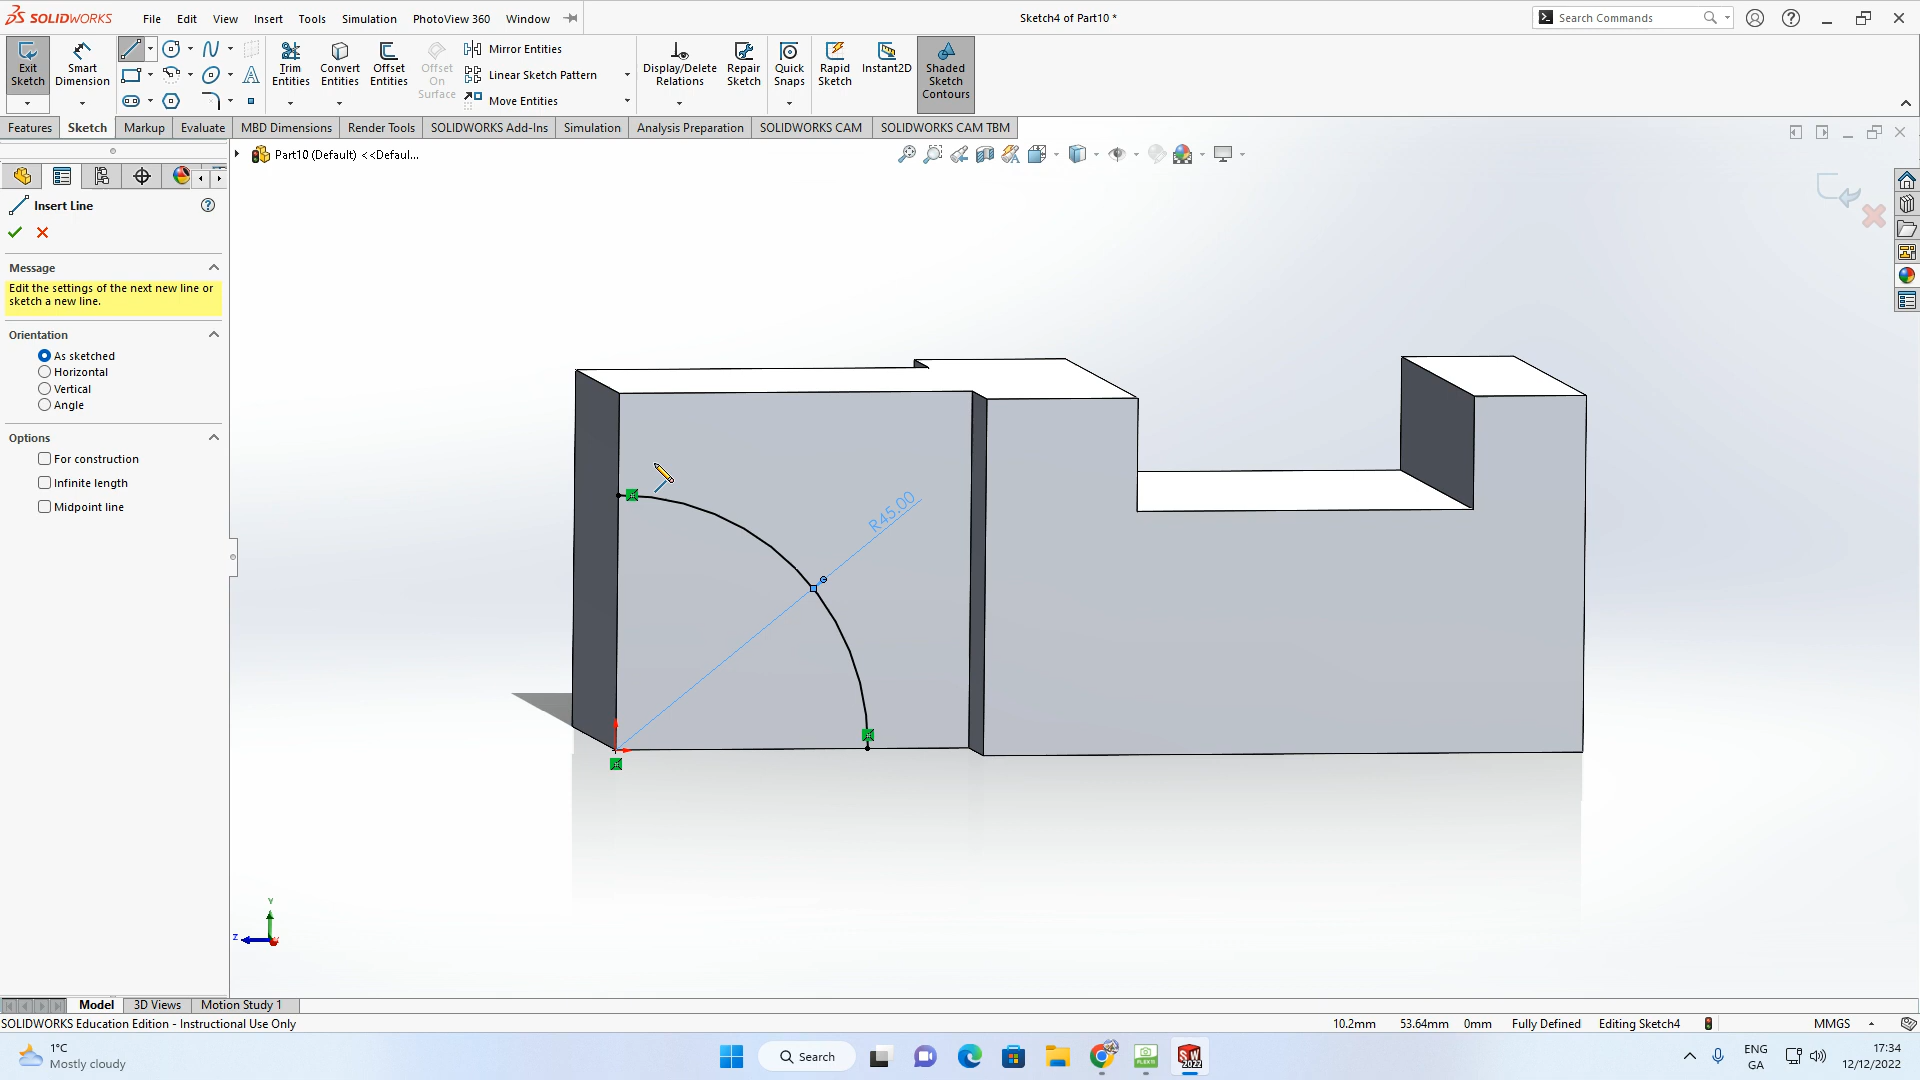 SOLIDWORKS File Edit View Insert Tools Simulation PhotoView 360 Window Sketch4 of Part10 * Search Commands
Exit Sketch
Smart Dimension
Trim Entities
Convert Entities
Offset Entities
Offset On Surface
Mirror Entities
Linear Sketch Pattern
Move Entities
Display/Delete Relations
Repair Sketch
Quick Snaps
Rapid Sketch
Instant2D
Shaded Sketch Contours
Features Sketch Markup Evaluate MBD Dimensions Render Tools SOLIDWORKS Add-Ins Simulation Analysis Preparation SOLIDWORKS CAM SOLIDWORKS CAM TBM
Part10 (Default) <<Defaul...
Insert Line
Message
Edit the settings of the next new line or
sketch a new line.
Orientation
As sketched
Horizontal
Vertical
Angle
Options
For construction
Infinite length
Midpoint line
R45.00
Y
Z
Model 3D Views Motion Study 1
SOLIDWORKS Education Edition - Instructional Use Only 10.2mm 53.64mm 0mm Fully Defined Editing Sketch4 MMGS
1°C
Mostly cloudy
Search
SW
2022
ENG
GA
17:34
12/12/2022